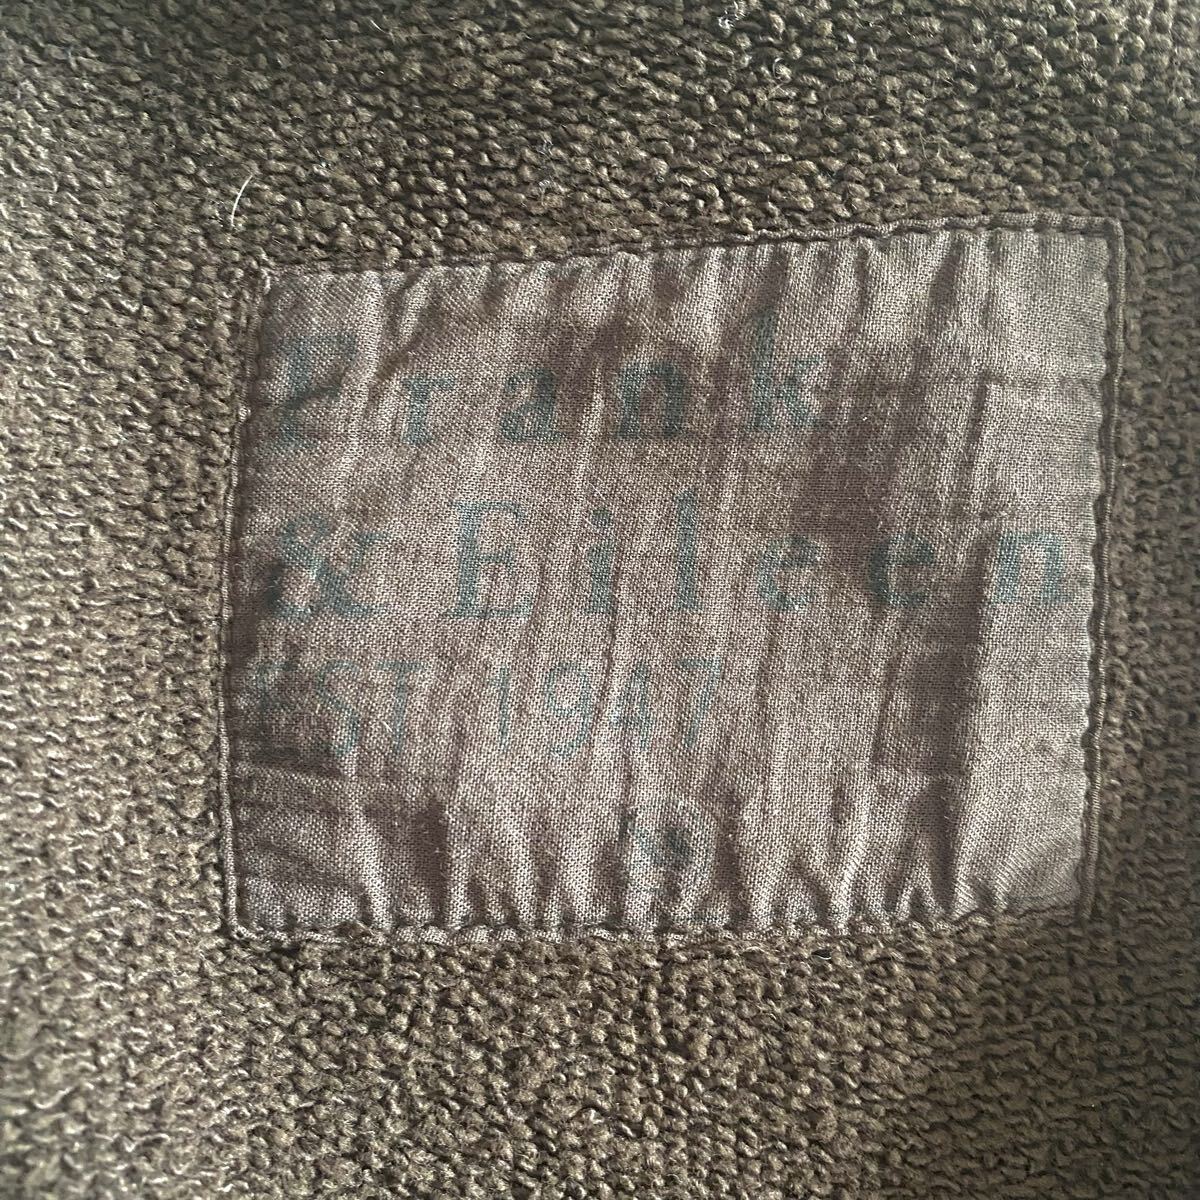 Frank
& Eileen
EST. 1947